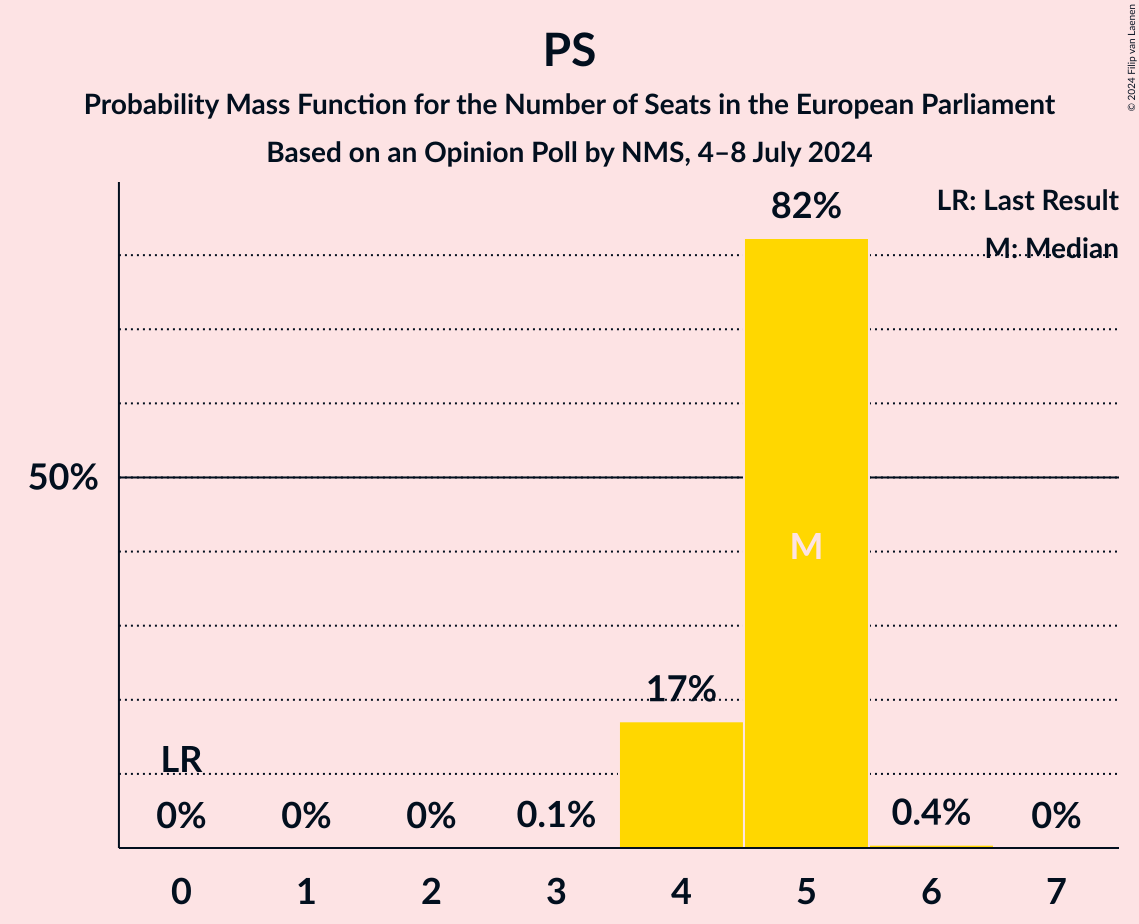 PS
Probability Mass Function for the Number of Seats in the European Parliament
Based on an Opinion Poll by NMS, 4–8 July 2024
© 2024 Filip van Laenen
LR: Last Result
M: Median
82%
50%
M
17%
LR
0% 0% 0% 0.1% 0.4% 0%
0 1 2 3 4 5 6 7